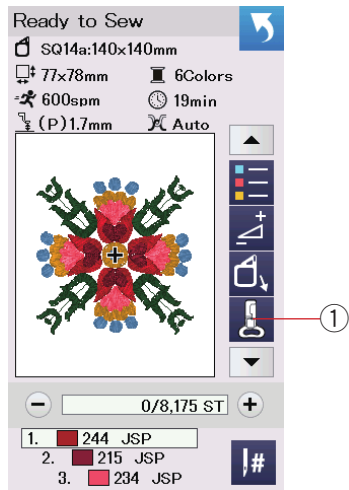 Ready to Sew
SQ14a:140×140mm
77×78mm 6Colors
600spm 19min
(P)1.7mm Auto
1
− 0/8,175 ST +
1. 244 JSP
2. 215 JSP
3. 234 JSP
#